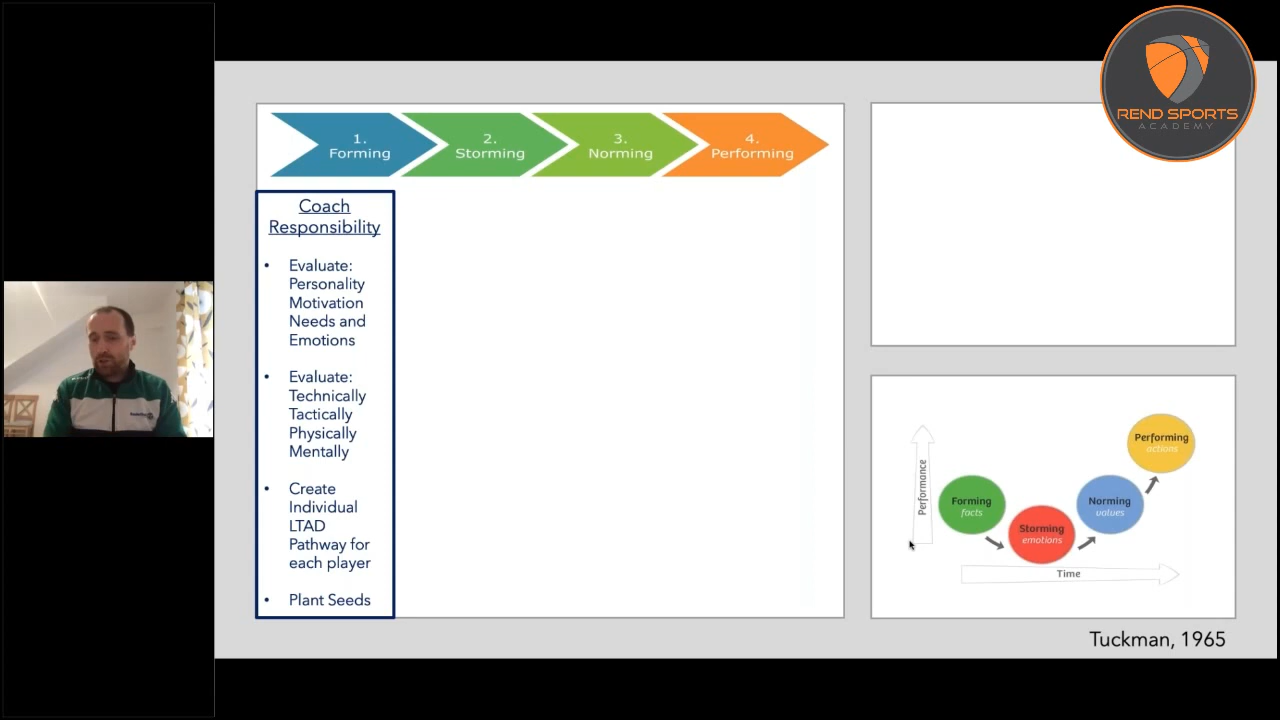 REND SPORTS
ACADEMY
1.
Forming
2.
Storming
3.
Norming
4.
Performing
Coach
Responsibility
• Evaluate:
Personality
Motivation
Needs and
Emotions
• Evaluate:
Technically
Tactically
Physically
Mentally
• Create
Individual
LTAD
Pathway for
each player
• Plant Seeds
Performance
Forming
facts
Storming
emotions
Norming
values
Performing
actions
Time
Tuckman, 1965